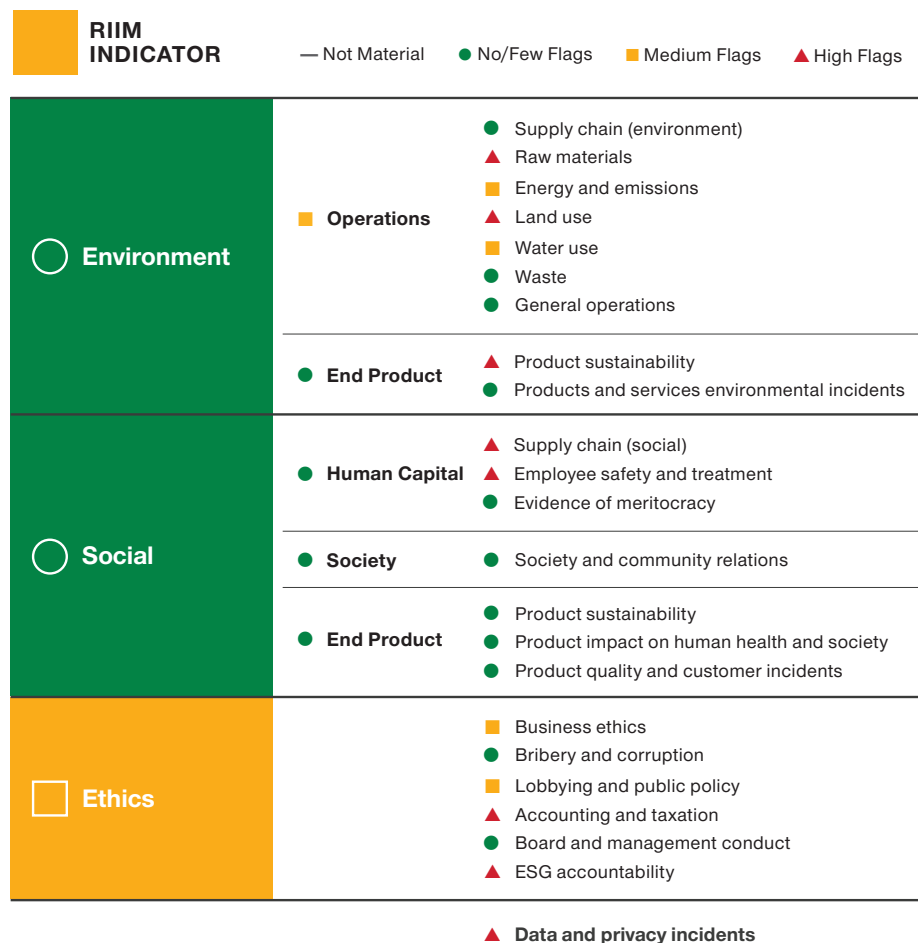 RIIM
INDICATOR
— Not Material
No/Few Flags
Medium Flags
High Flags
Environment
Operations
Supply chain (environment)
Raw materials
Energy and emissions
Land use
Water use
Waste
General operations
End Product
Product sustainability
Products and services environmental incidents
Social
Human Capital
Supply chain (social)
Employee safety and treatment
Evidence of meritocracy
Society
Society and community relations
End Product
Product sustainability
Product impact on human health and society
Product quality and customer incidents
Ethics
Business ethics
Bribery and corruption
Lobbying and public policy
Accounting and taxation
Board and management conduct
ESG accountability
Data and privacy incidents